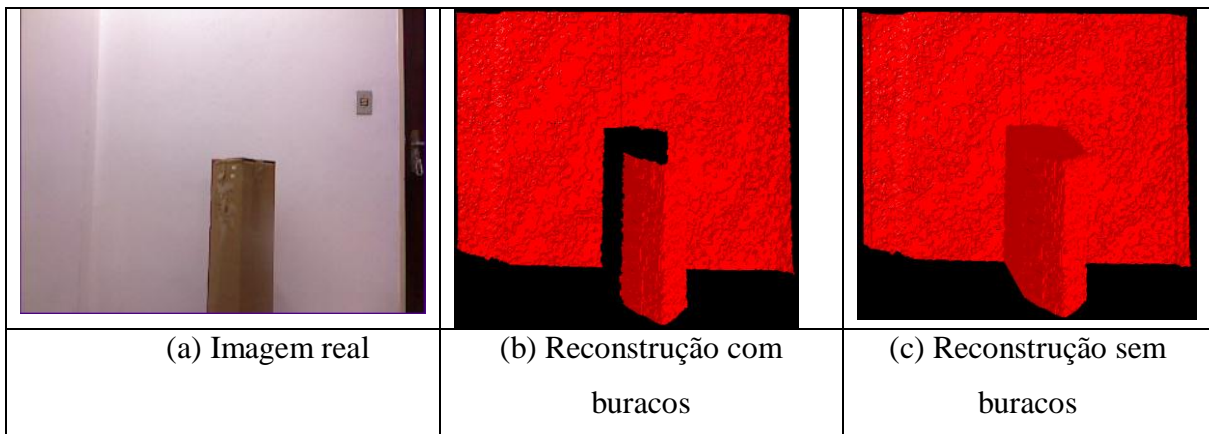 (a) Imagem real
(b) Reconstrução com
buracos
(c) Reconstrução sem
buracos